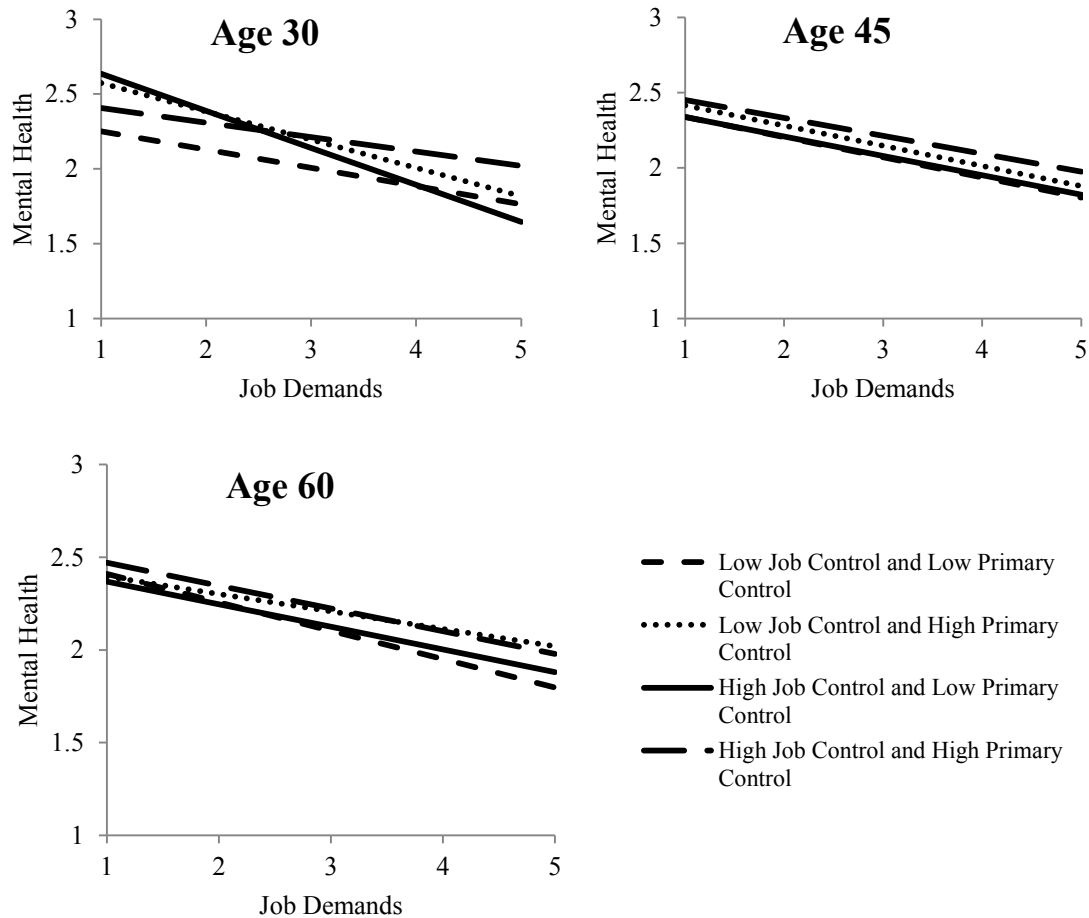 Age 30
3
2.5
2
1.5
1
Mental Health
1 2 3 4 5
Job Demands
Age 45
3
2.5
2
1.5
1
Mental Health
1 2 3 4 5
Job Demands
Age 60
3
2.5
2
1.5
1
Mental Health
1 2 3 4 5
Job Demands
Low Job Control and Low Primary
Control
Low Job Control and High Primary
Control
High Job Control and Low Primary
Control
High Job Control and High Primary
Control